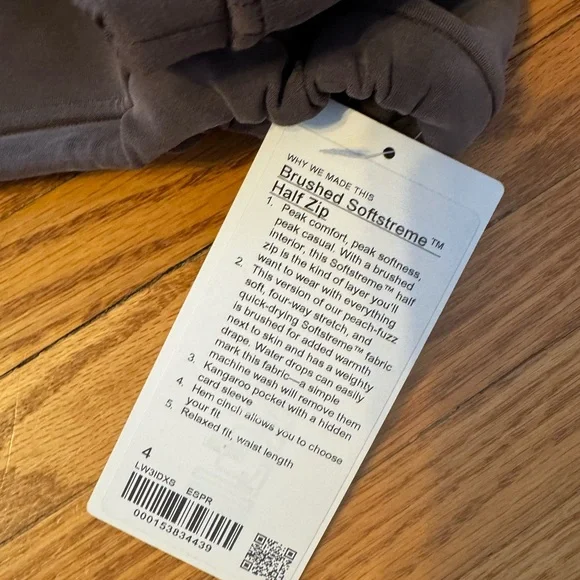 WHY WE MADE THIS
Brushed Softstreme™
Half Zip
1. Peak comfort, peak softness,
peak casual. With a brushed
interior, this Softstreme™ half
zip is the kind of layer you'll
want to wear with everything
2. This version of our peach-fuzz
soft, four-way stretch, and
quick-drying Softstreme™ fabric
is brushed for added warmth
next to skin and has a weighty
drape. Water drops can easily
mark this fabric—a simple
machine wash will remove them
3. Kangaroo pocket with a hidden
card sleeve
4. Hem cinch allows you to choose
your fit
5. Relaxed fit, waist length
4
LW3IDXS ESPR
000153834439